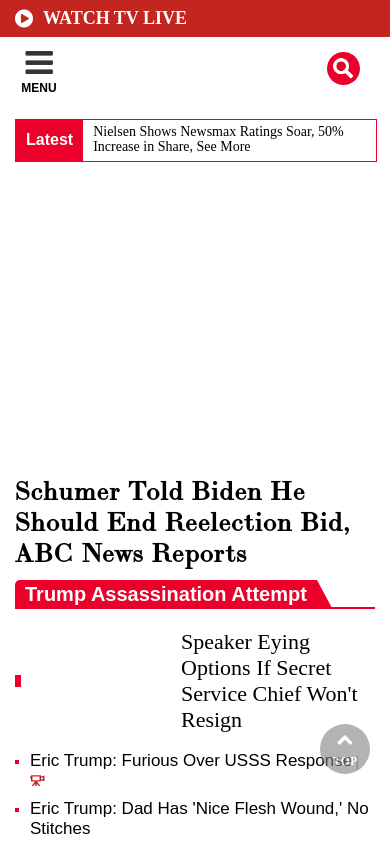 WATCH TV LIVE
MENU
Latest
Nielsen Shows Newsmax Ratings Soar, 50%
Increase in Share, See More
Schumer Told Biden He
Should End Reelection Bid,
ABC News Reports
Trump Assassination Attempt
Speaker Eying
Options If Secret
Service Chief Won't
Resign
Eric Trump: Furious Over USSS Response|
TOP
Eric Trump: Dad Has 'Nice Flesh Wound,' No
Stitches